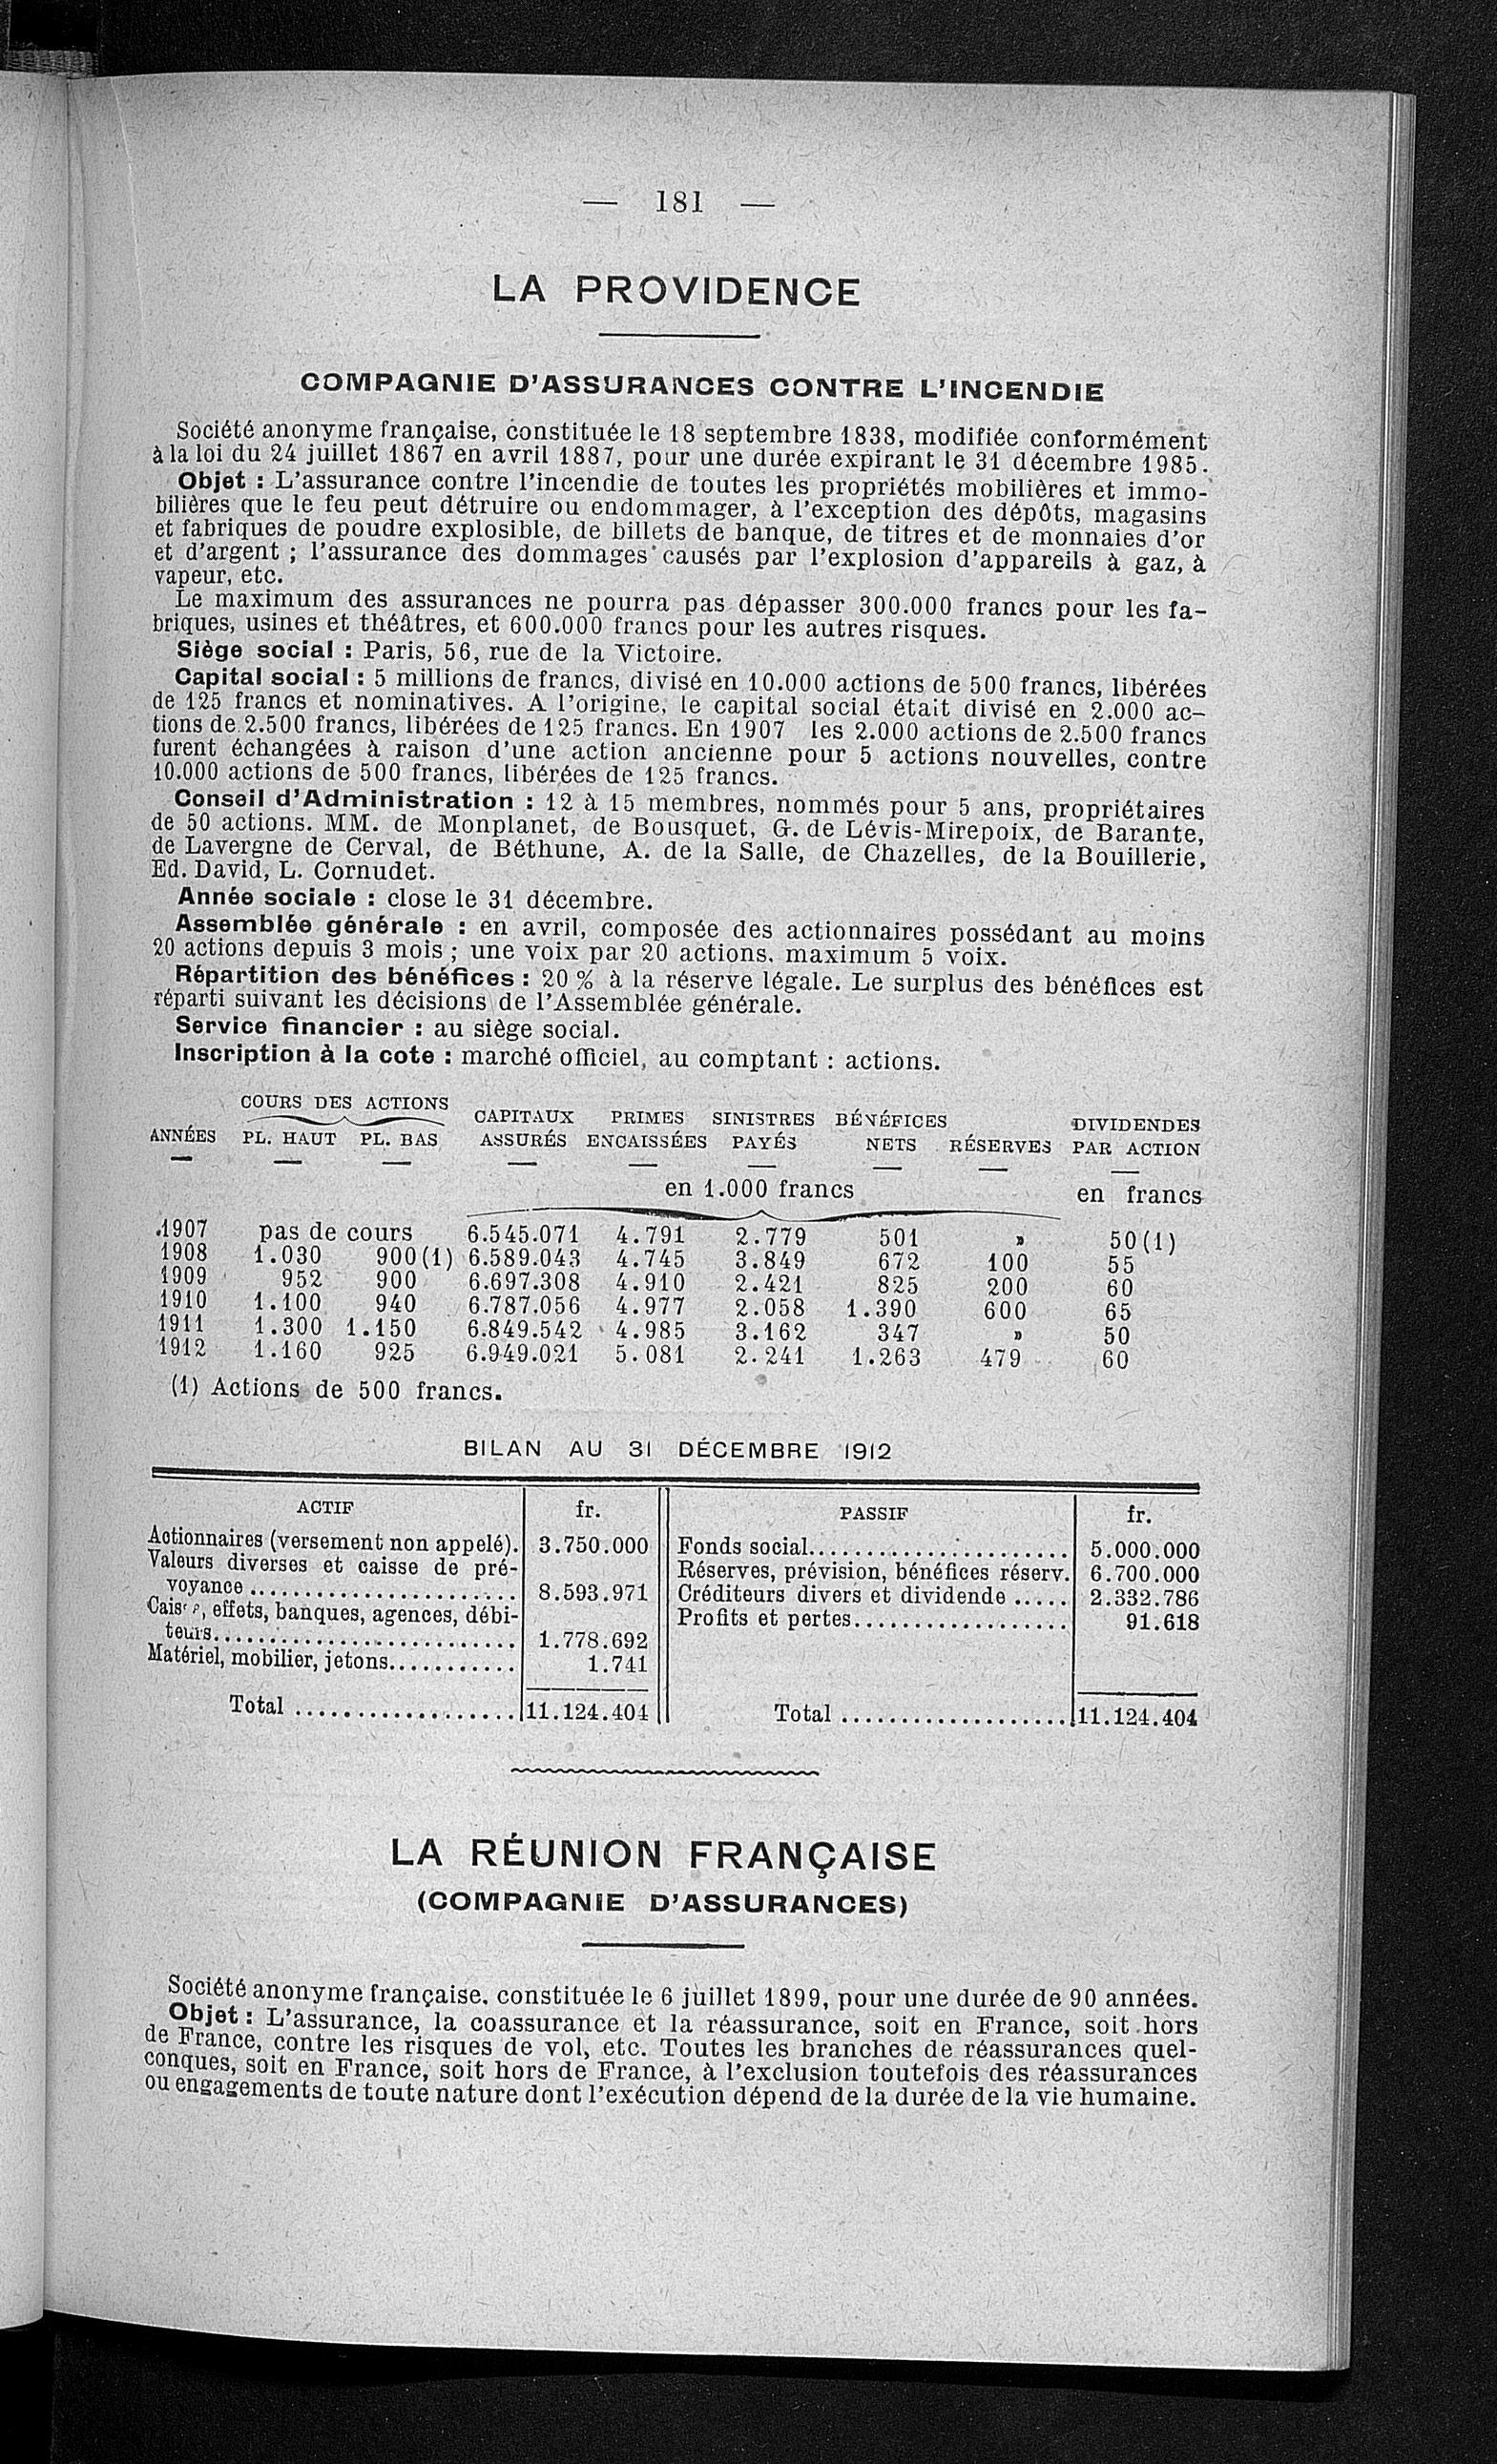 — 181 —
LA PROVIDENCE
COMPAGNIE D'ASSURANCES CONTRE L'INCENDIE
Société anonyme française, constituée le 18 septembre 1838, modifiée conformément
à la loi du 24 juillet 1867 en avril 1887, pour une durée expirant le 31 décembre 1985.
Objet : L'assurance contre l'incendie de toutes les propriétés mobilières et immo-
bilières que le feu peut détruire ou endommager, à l'exception des dépôts, magasins
et fabriques de poudre explosible, de billets de banque, de titres et de monnaies d'or
et d'argent ; l'assurance des dommages causés par l'explosion d'appareils à gaz, à
vapeur, etc.
Le maximum des assurances ne pourra pas dépasser 300.000 francs pour les fa-
briques, usines et théâtres, et 600.000 francs pour les autres risques.
Siège social : Paris, 56, rue de la Victoire.
Capital social : 5 millions de francs, divisé en 10.000 actions de 500 francs, libérées
de 125 francs et nominatives. A l'origine, le capital social était divisé en 2.000 ac-
tions de 2.500 francs, libérées de 125 francs. En 1907 les 2.000 actions de 2.500 francs
furent échangées à raison d'une action ancienne pour 5 actions nouvelles, contre
10.000 actions de 500 francs, libérées de 125 francs.
Conseil d'Administration : 12 à 15 membres, nommés pour 5 ans, propriétaires
de 50 actions. MM. de Monplanet, de Bousquet, G. de Lévis-Mirepoix, de Barante,
de Lavergne de Cerval, de Béthune, A. de la Salle, de Chazelles, de la Bouillerie,
Ed. David, L. Cornudet.
Année sociale : close le 31 décembre.
Assemblée générale : en avril, composée des actionnaires possédant au moins
20 actions depuis 3 mois ; une voix par 20 actions, maximum 5 voix.
Répartition des bénéfices : 20 % à la réserve légale. Le surplus des bénéfices est
réparti suivant les décisions de l'Assemblée générale.
Service financier : au siège social.
Inscription à la cote : marché officiel, au comptant : actions.
COURS DES ACTIONS CAPITAUX PRIMES SINISTRES BÉNÉFICES DIVIDENDES
ANNÉES PL. HAUT PL. BAS ASSURÉS ENCAISSÉES PAYÉS NETS RÉSERVES PAR ACTION
en 1.000 francs en francs
1907 pas de cours 6.545.071 4.791 2.779 501 » 50 (1)
1908 1.030 900 (1) 6.589.043 4.745 3.849 672 100 55
1909 952 900 6.697.308 4.910 2.421 825 200 60
1910 1.100 940 6.787.056 4.977 2.058 1.390 600 65
1911 1.300 1.150 6.849.542 4.985 3.162 347 » 50
1912 1.160 925 6.949.021 5.081 2.241 1.263 479 60
(1) Actions de 500 francs.
BILAN AU 31 DÉCEMBRE 1912
ACTIF fr. PASSIF fr.
Actionnaires (versement non appelé). 3.750.000 Fonds social...................... 5.000.000
Valeurs diverses et caisse de pré- Réserves, prévision, bénéfices réserv. 6.700.000
voyance ...................... 8.593.971 Créditeurs divers et dividende ..... 2.332.786
Caisse, effets, banques, agences, débi- Profits et pertes.................. 91.618
teurs.......................... 1.778.692
Matériel, mobilier, jetons........... 1.741
Total ................... 11.124.404 Total .................... 11.124.404
LA RÉUNION FRANÇAISE
(COMPAGNIE D'ASSURANCES)
Société anonyme française, constituée le 6 juillet 1899, pour une durée de 90 années.
Objet : L'assurance, la coassurance et la réassurance, soit en France, soit hors
de France, contre les risques de vol, etc. Toutes les branches de réassurances quel-
conques, soit en France, soit hors de France, à l'exclusion toutefois des réassurances
ou engagements de toute nature dont l'exécution dépend de la durée de la vie humaine.